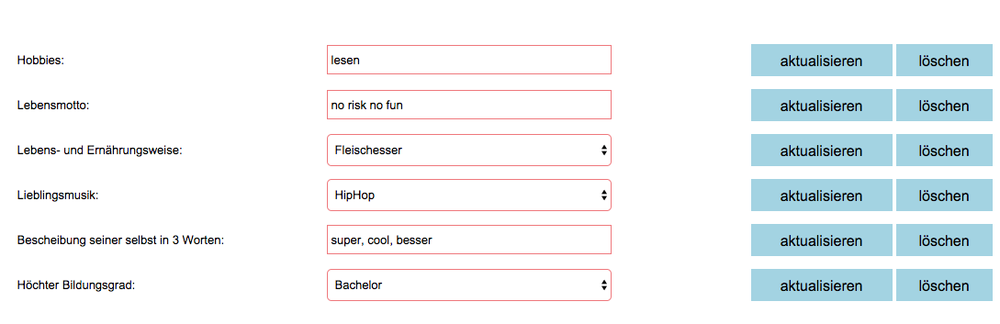 Hobbies: lesen aktualisieren löschen
Lebensmotto: no risk no fun aktualisieren löschen
Lebens- und Ernährungsweise: Fleischesser aktualisieren löschen
Lieblingsmusik: HipHop aktualisieren löschen
Bescheibung seiner selbst in 3 Worten: super, cool, besser aktualisieren löschen
Höchter Bildungsgrad: Bachelor aktualisieren löschen